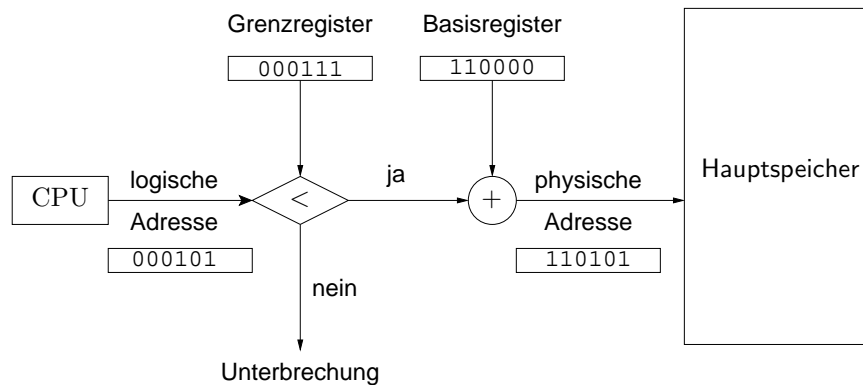 Grenzregister
Basisregister
000111
110000
CPU
logische
Adresse
000101
<
ja
+
physische
Adresse
110101
Hauptspeicher
nein
Unterbrechung